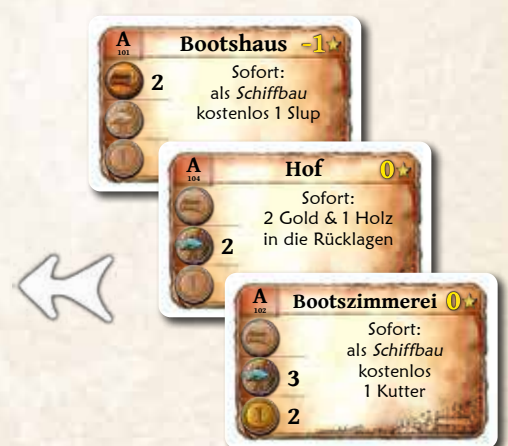 A
101
Bootshaus -1
2
Sofort:
als Schiffbau
kostenlos 1 Slup
A
104
Hof 0
2
Sofort:
2 Gold & 1 Holz
in die Rücklagen
A
102
Bootszimmerei 0
3
2
Sofort:
als Schiffbau
kostenlos
1 Kutter